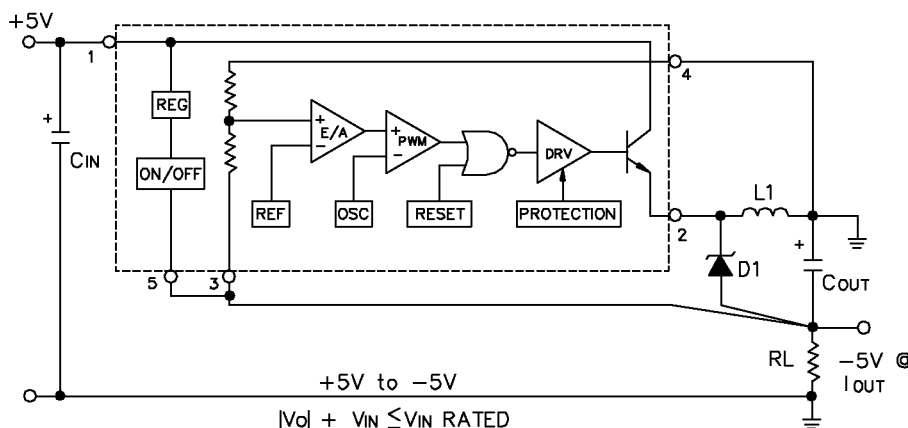 +5V
1
4
+
CIN
REG
ON/OFF
+
E/A
−
+
PWM
−
DRV
REF
OSC
RESET
PROTECTION
2
L1
+
D1
COUT
5
3
RL
−5V @
IOUT
+5V to −5V
|Vo| + VIN ≤ VIN RATED